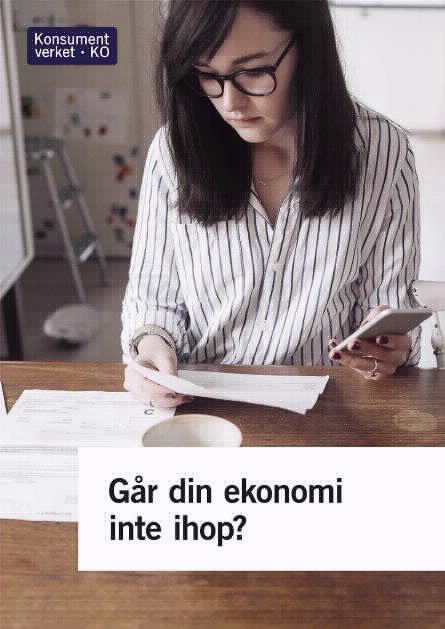 Konsument
verket · KO
Går din ekonomi
inte ihop?